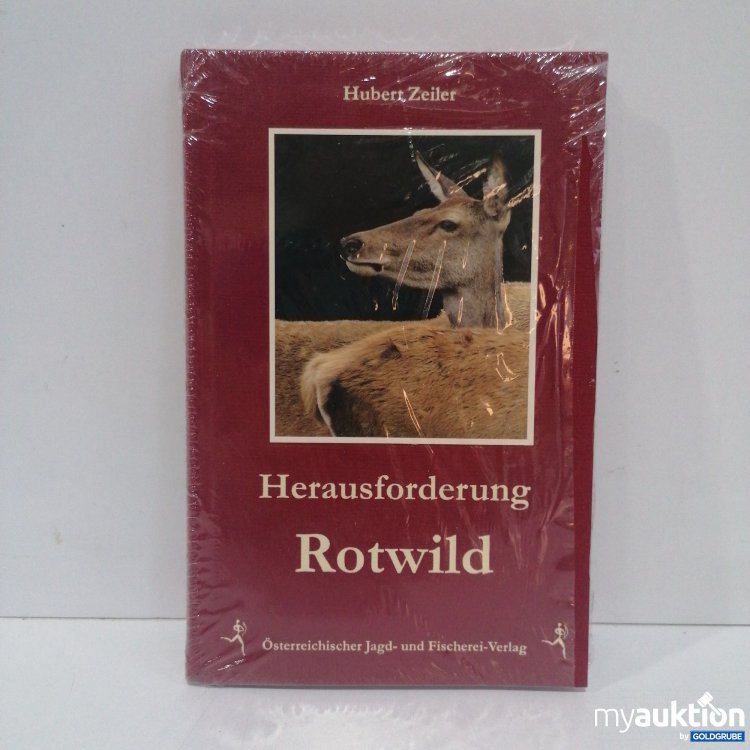 Hubert Zeiler
Herausforderung
Rotwild
Österreichischer Jagd- und Fischerei-Verlag
myauktion
by GOLDGRUBE